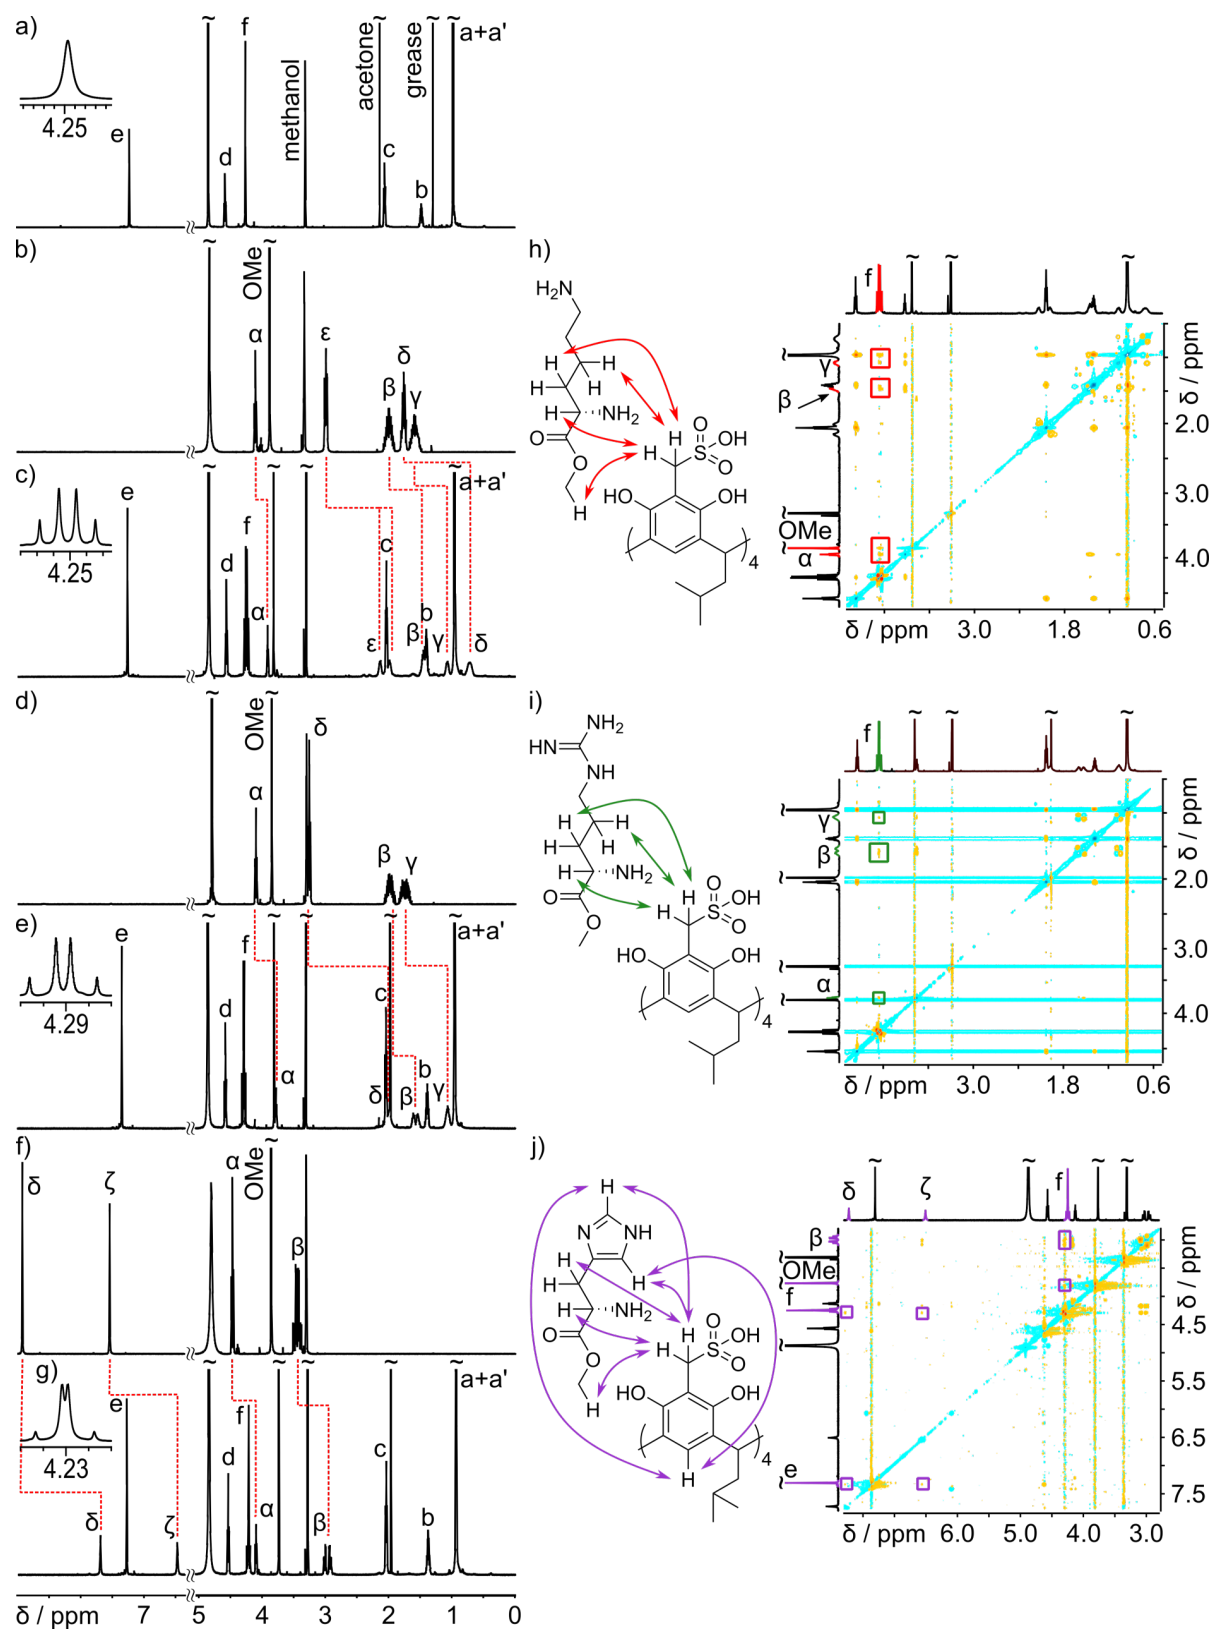 a)
~ f ~ ~ ~
a+a'
methanol
acetone
grease
4.25
e
d
c
b
b)
~ ~
OMe
α
ε
β δ γ
c)
~ ~ ~ ~
a+a'
e
4.25
d
f
α
c
ε
β b γ δ
d)
~ ~
OMe
α
δ
β γ
e)
~ ~ ~ ~ ~
a+a'
e
4.29
d
f
α
c
δ β b γ
f)
~
δ
ζ
α
OMe
β
g)
~ ~ ~ ~ ~
a+a'
4.23
e
δ
ζ
d
f
α
β
c
b
δ / ppm 7 5 4 3 2 1 0
h)
H₂N
H H
H H
H NH₂
O
O
H
H O
H S OH
O
HO OH
4
f ~ ~ ~
~
γ
β
~
OMe
~
α
2.0
3.0
4.0
δ / ppm
δ / ppm 3.0 1.8 0.6
i)
NH₂
HN
NH
H H
H H
H NH₂
O
O
H O
H S OH
O
HO OH
4
f ~ ~ ~ ~
γ
β
α
2.0
3.0
4.0
δ / ppm
δ / ppm 3.0 1.8 0.6
j)
H
N NH
H
H H
H NH₂
O
O
H
H O
H S OH
O
HO OH
4
H
δ ~ ζ ~ f ~ ~
β
~
OMe
~
f
~
~e
4.5
5.5
6.5
7.5
δ / ppm
δ / ppm 6.0 5.0 4.0 3.0